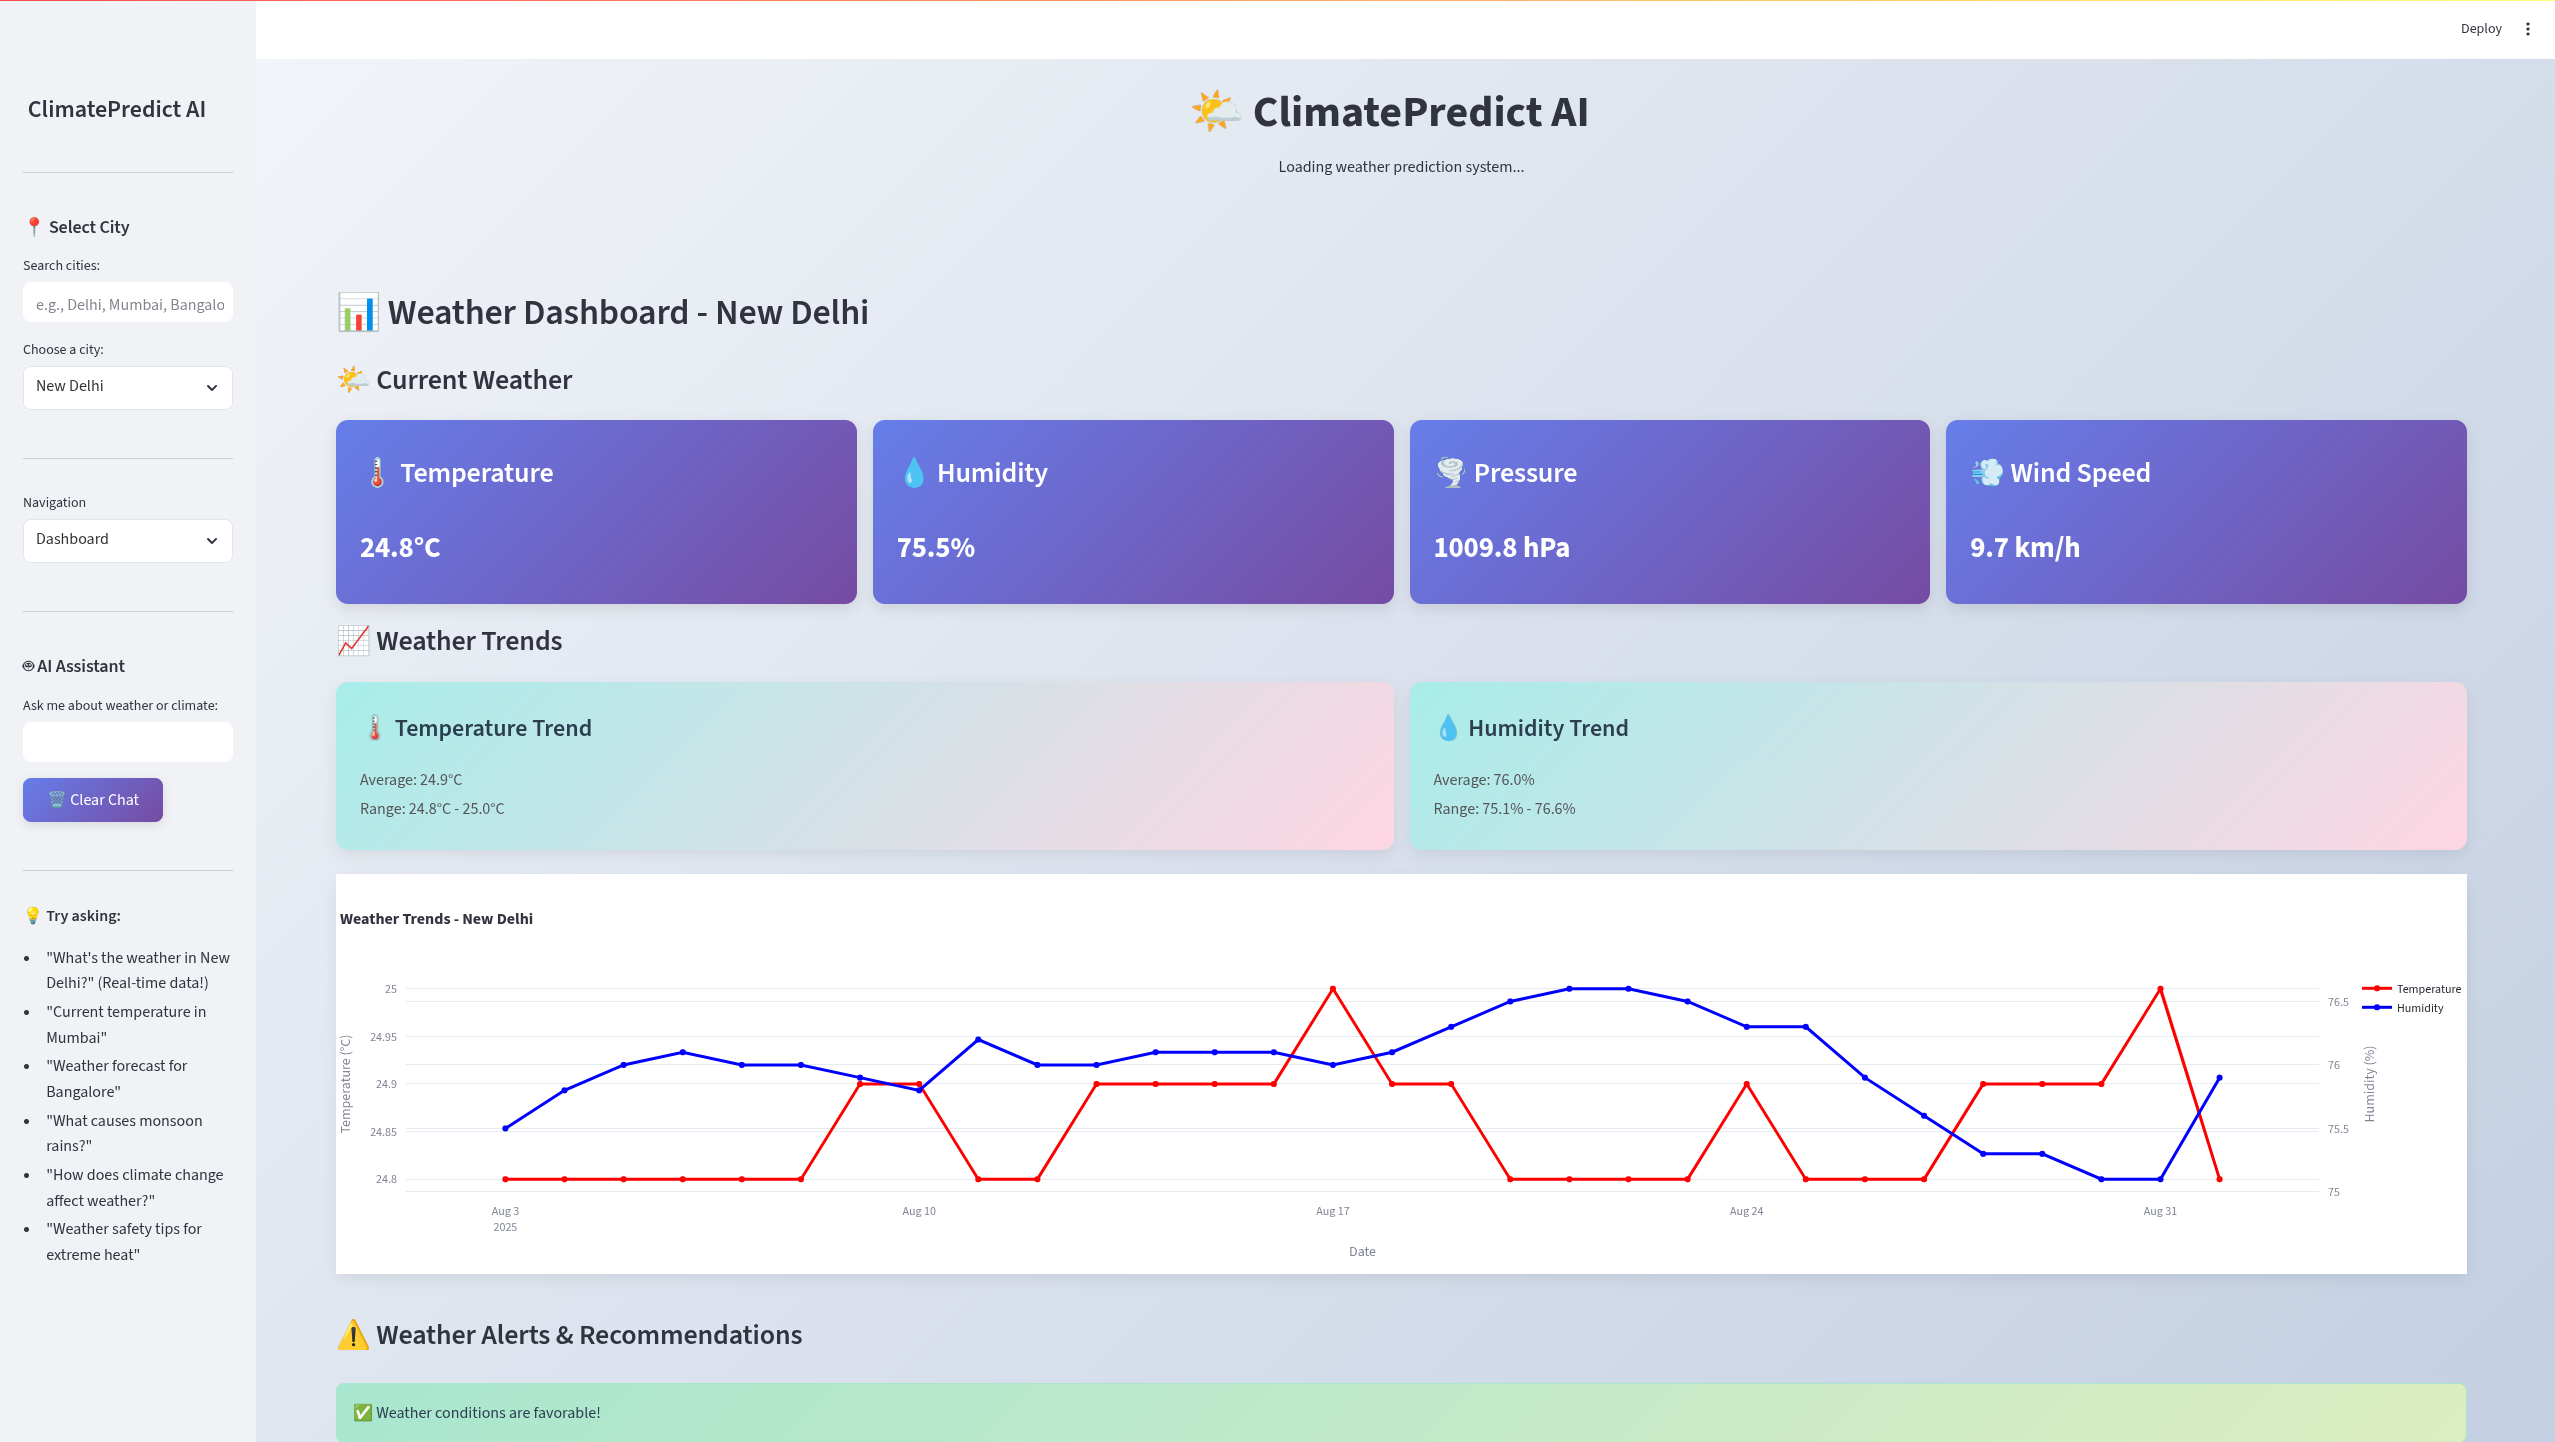 Deploy
ClimatePredict AI
📍 Select City
Search cities:
e.g., Delhi, Mumbai, Bangalo
Choose a city:
New Delhi
Navigation
Dashboard
AI Assistant
Ask me about weather or climate:
🗑️ Clear Chat
💡 Try asking:
• "What's the weather in New
Delhi?" (Real-time data!)
• "Current temperature in
Mumbai"
• "Weather forecast for
Bangalore"
• "What causes monsoon
rains?"
• "How does climate change
affect weather?"
• "Weather safety tips for
extreme heat"
🌤️ ClimatePredict AI
Loading weather prediction system...
📊 Weather Dashboard - New Delhi
🌤️ Current Weather
🌡️ Temperature
24.8°C
💧 Humidity
75.5%
🌪️ Pressure
1009.8 hPa
💨 Wind Speed
9.7 km/h
📈 Weather Trends
🌡️ Temperature Trend
Average: 24.9°C
Range: 24.8°C - 25.0°C
💧 Humidity Trend
Average: 76.0%
Range: 75.1% - 76.6%
Weather Trends - New Delhi
Temperature (°C)
25
24.95
24.9
24.85
24.8
Aug 3
2025
Aug 10
Aug 17
Aug 24
Aug 31
Date
76.5
76
75.5
75
Humidity (%)
Temperature
Humidity
⚠️ Weather Alerts & Recommendations
✅ Weather conditions are favorable!